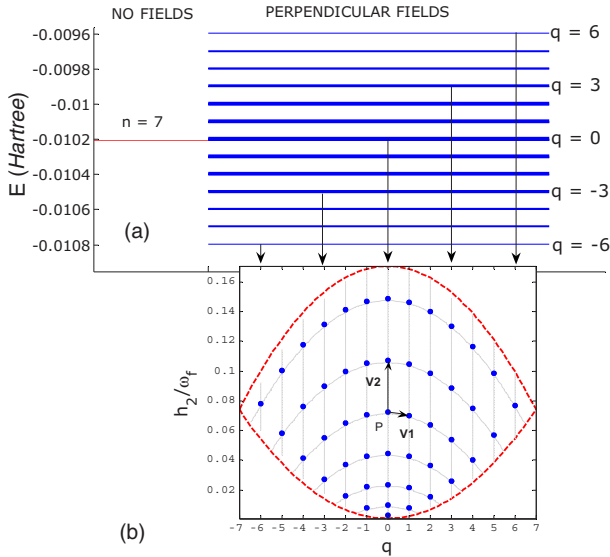 NO FIELDS PERPENDICULAR FIELDS
-0.0096
-0.0098
-0.01
-0.0102
-0.0104
-0.0106
-0.0108
E (Hartree)
n = 7
q = 6
q = 3
q = 0
q = -3
q = -6
(a)
0.16
0.14
0.12
0.1
0.08
0.06
0.04
0.02
h2/ωf
V2
P
V1
-7 -6 -5 -4 -3 -2 -1 0 1 2 3 4 5 6 7
(b)
q